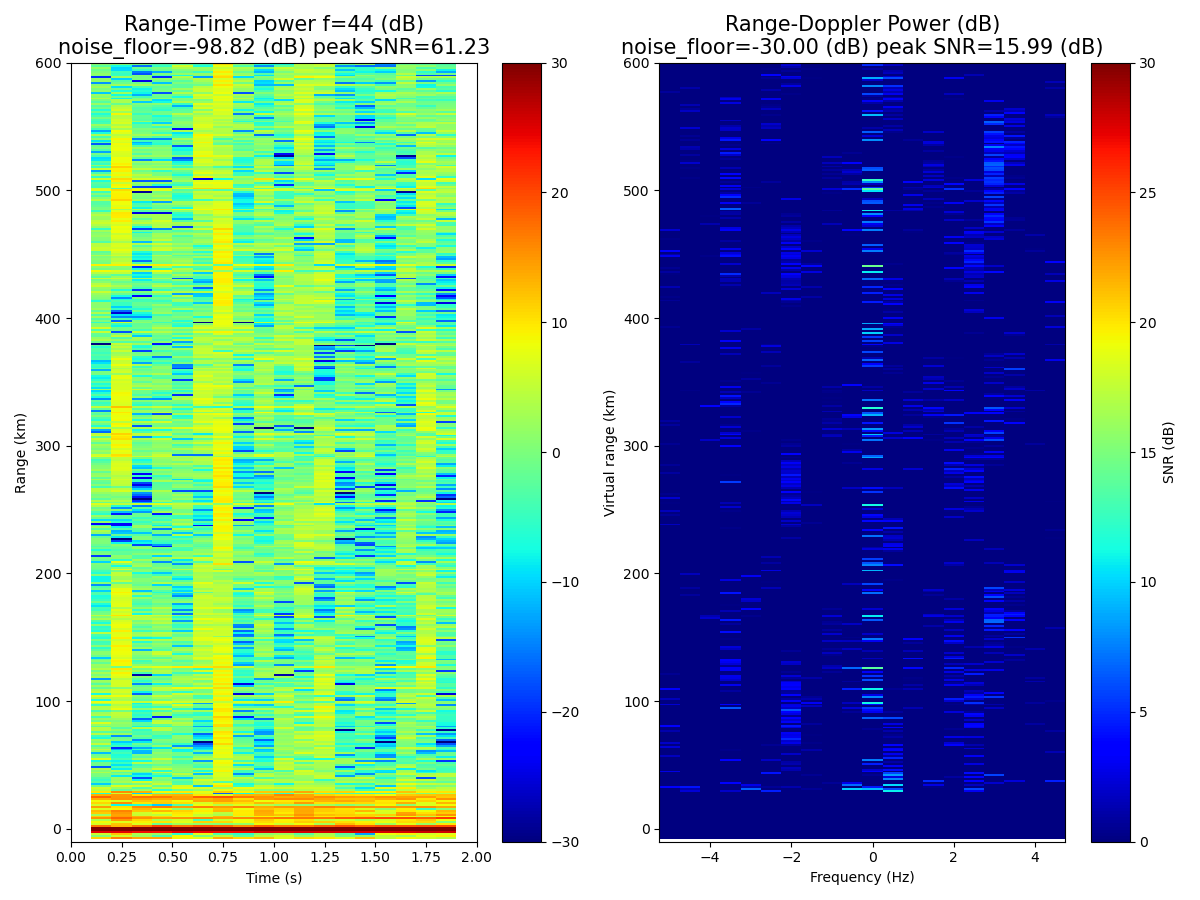 Range-Time Power f=44 (dB)
noise_floor=-98.82 (dB) peak SNR=61.23
600
500
400
300
200
100
0
Range (km)
0.00 0.25 0.50 0.75 1.00 1.25 1.50 1.75 2.00
Time (s)
30
20
10
0
−10
−20
−30
Range-Doppler Power (dB)
noise_floor=-30.00 (dB) peak SNR=15.99 (dB)
600
500
400
300
200
100
0
Virtual range (km)
−4 −2 0 2 4
Frequency (Hz)
30
25
20
15
10
5
0
SNR (dB)